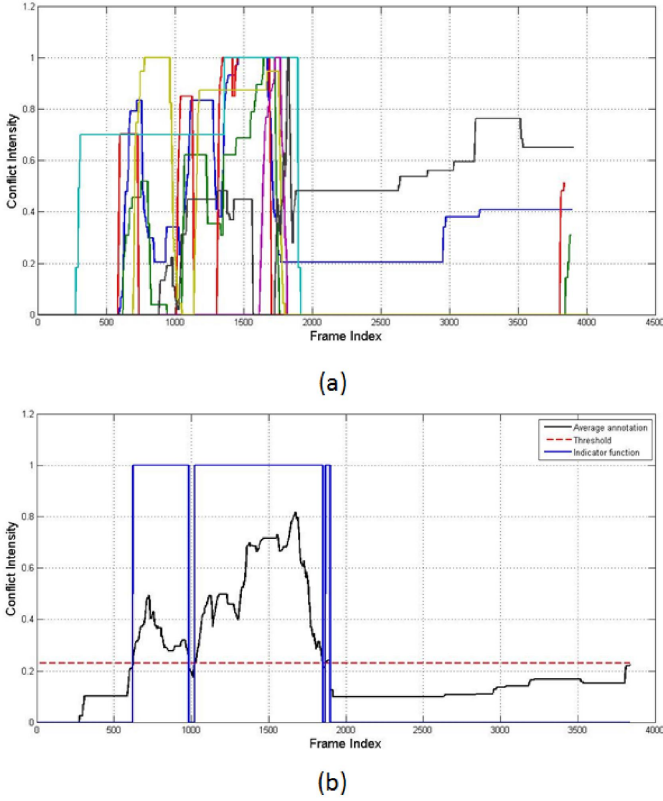 1.2
1
0.8
0.6
0.4
0.2
0
Conflict Intensity
0 500 1000 1500 2000 2500 3000 3500 4000 4500
Frame Index
(a)
1.2
1
0.8
0.6
0.4
0.2
0
Conflict Intensity
Average annotation
Threshold
Indicator function
0 500 1000 1500 2000 2500 3000 3500 4000
Frame Index
(b)